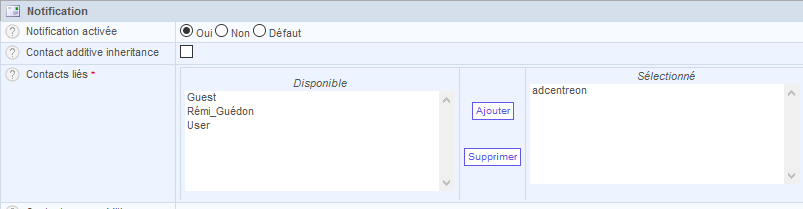 Notification
Notification activée
Oui Non Défaut
Contact additive inheritance
Contacts liés *
Disponible
Sélectionné
Guest
Rémi_Guédon
User
Ajouter
Supprimer
adcentreon